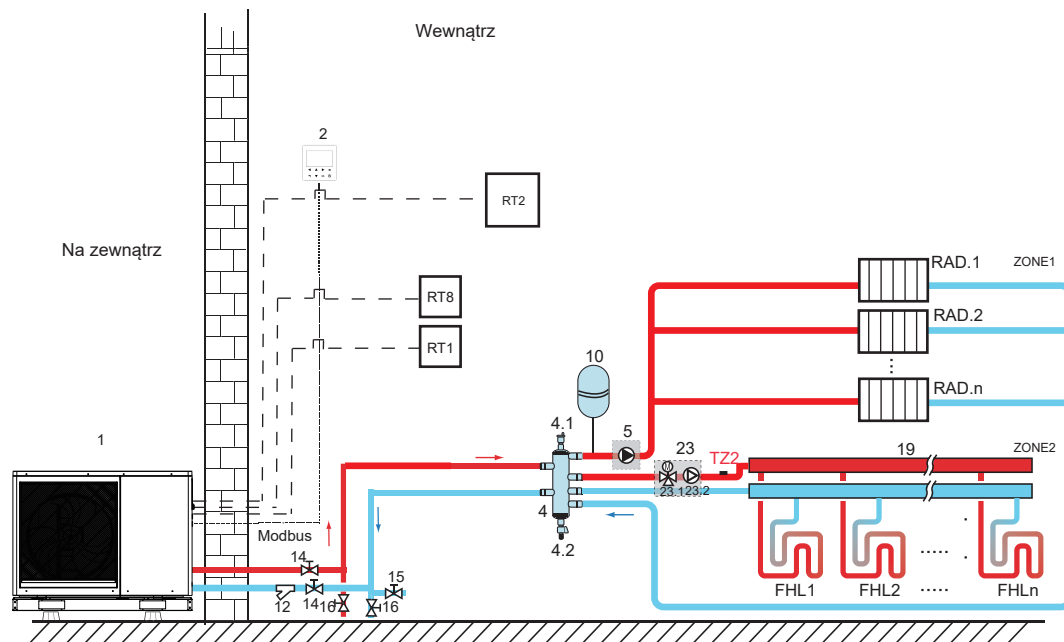 Wewnątrz
2
RT2
Na zewnątrz
RAD.1
ZONE1
RT8
RAD.2
RT1
10
RAD.n
1
4.1
5
23
TZ2
19
ZONE2
M
23.1
23.2
4
Modbus
4.2
14
12
14
16
16
15
FHL1
FHL2
FHLn